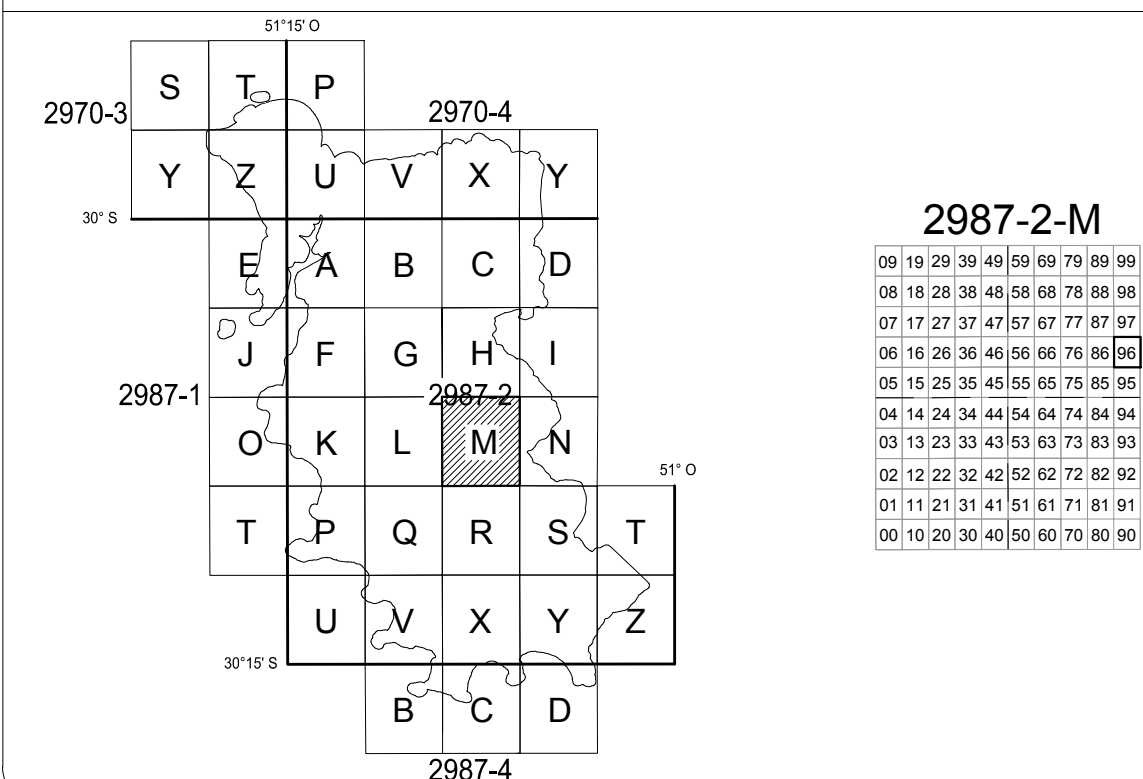 51°15' O
S T P
2970-3
2970-4
Y Z U V X Y
30° S
E A B C D
J F G H I
2987-1
2987-2
O K L M N
51° O
T P Q R S T
U V X Y Z
30°15' S
B C D
2987-4
2987-2-M
09 19 29 39 49 59 69 79 89 99
08 18 28 38 48 58 68 78 88 98
07 17 27 37 47 57 67 77 87 97
06 16 26 36 46 56 66 76 86 96
05 15 25 35 45 55 65 75 85 95
04 14 24 34 44 54 64 74 84 94
03 13 23 33 43 53 63 73 83 93
02 12 22 32 42 52 62 72 82 92
01 11 21 31 41 51 61 71 81 91
00 10 20 30 40 50 60 70 80 90